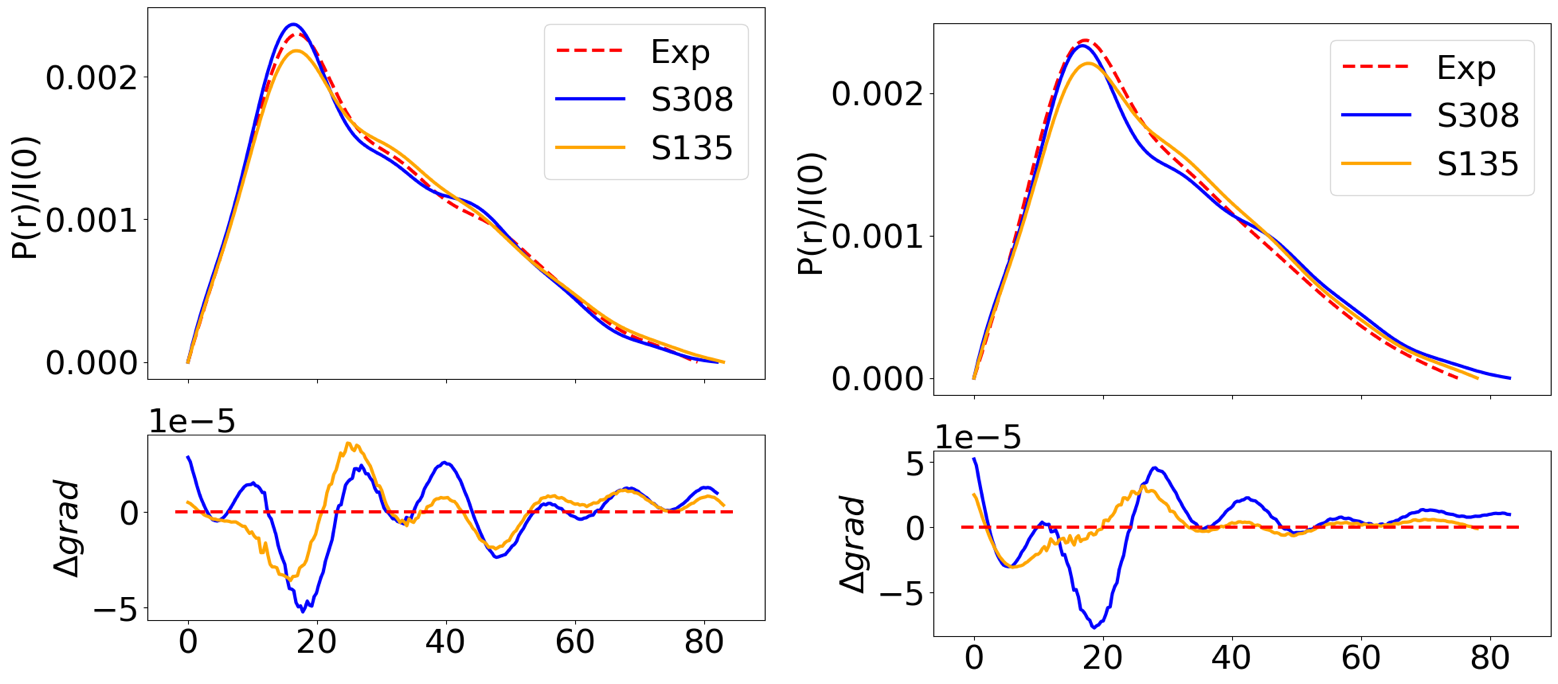 P(r)/I(0)
0.002
0.001
0.000
Exp
S308
S135
1e−5
Δgrad
0
−5
0 20 40 60 80
P(r)/I(0)
0.002
0.001
0.000
Exp
S308
S135
1e−5
Δgrad
5
0
−5
0 20 40 60 80